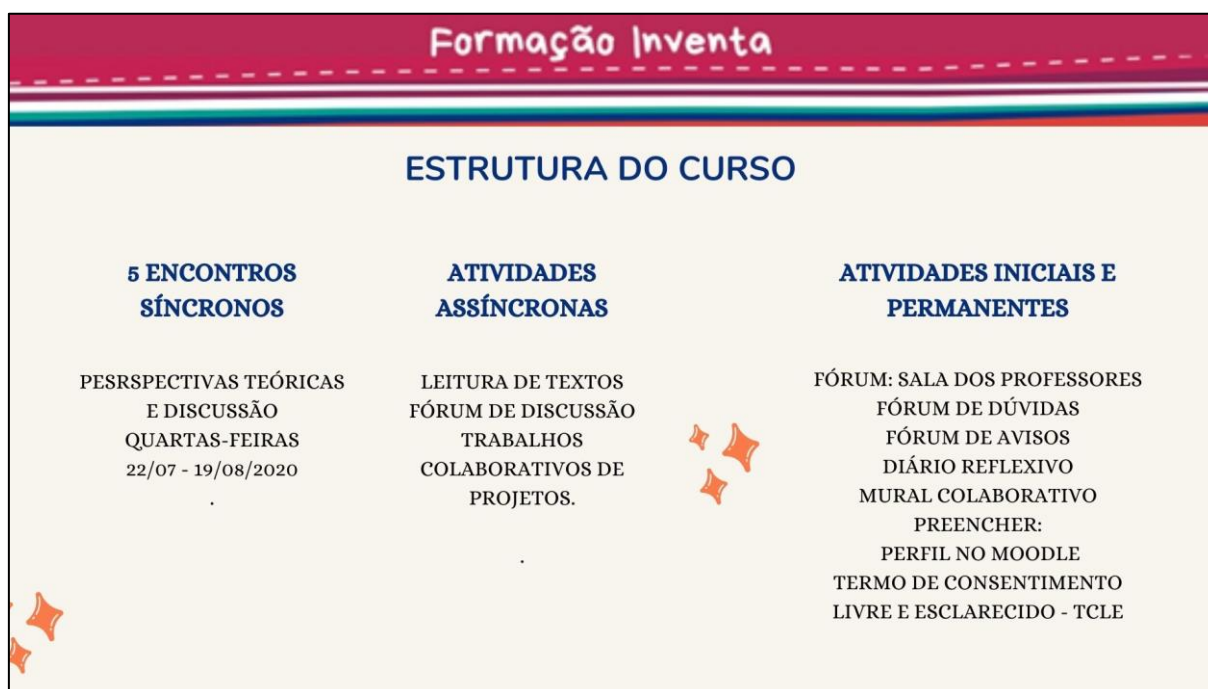 Formação Inventa
ESTRUTURA DO CURSO
5 ENCONTROS
SÍNCRONOS
PESRSPECTIVAS TEÓRICAS
E DISCUSSÃO
QUARTAS-FEIRAS
22/07 - 19/08/2020
.
ATIVIDADES
ASSÍNCRONAS
LEITURA DE TEXTOS
FÓRUM DE DISCUSSÃO
TRABALHOS
COLABORATIVOS DE
PROJETOS.
.
ATIVIDADES INICIAIS E
PERMANENTES
FÓRUM: SALA DOS PROFESSORES
FÓRUM DE DÚVIDAS
FÓRUM DE AVISOS
DIÁRIO REFLEXIVO
MURAL COLABORATIVO
PREENCHER:
PERFIL NO MOODLE
TERMO DE CONSENTIMENTO
LIVRE E ESCLARECIDO - TCLE